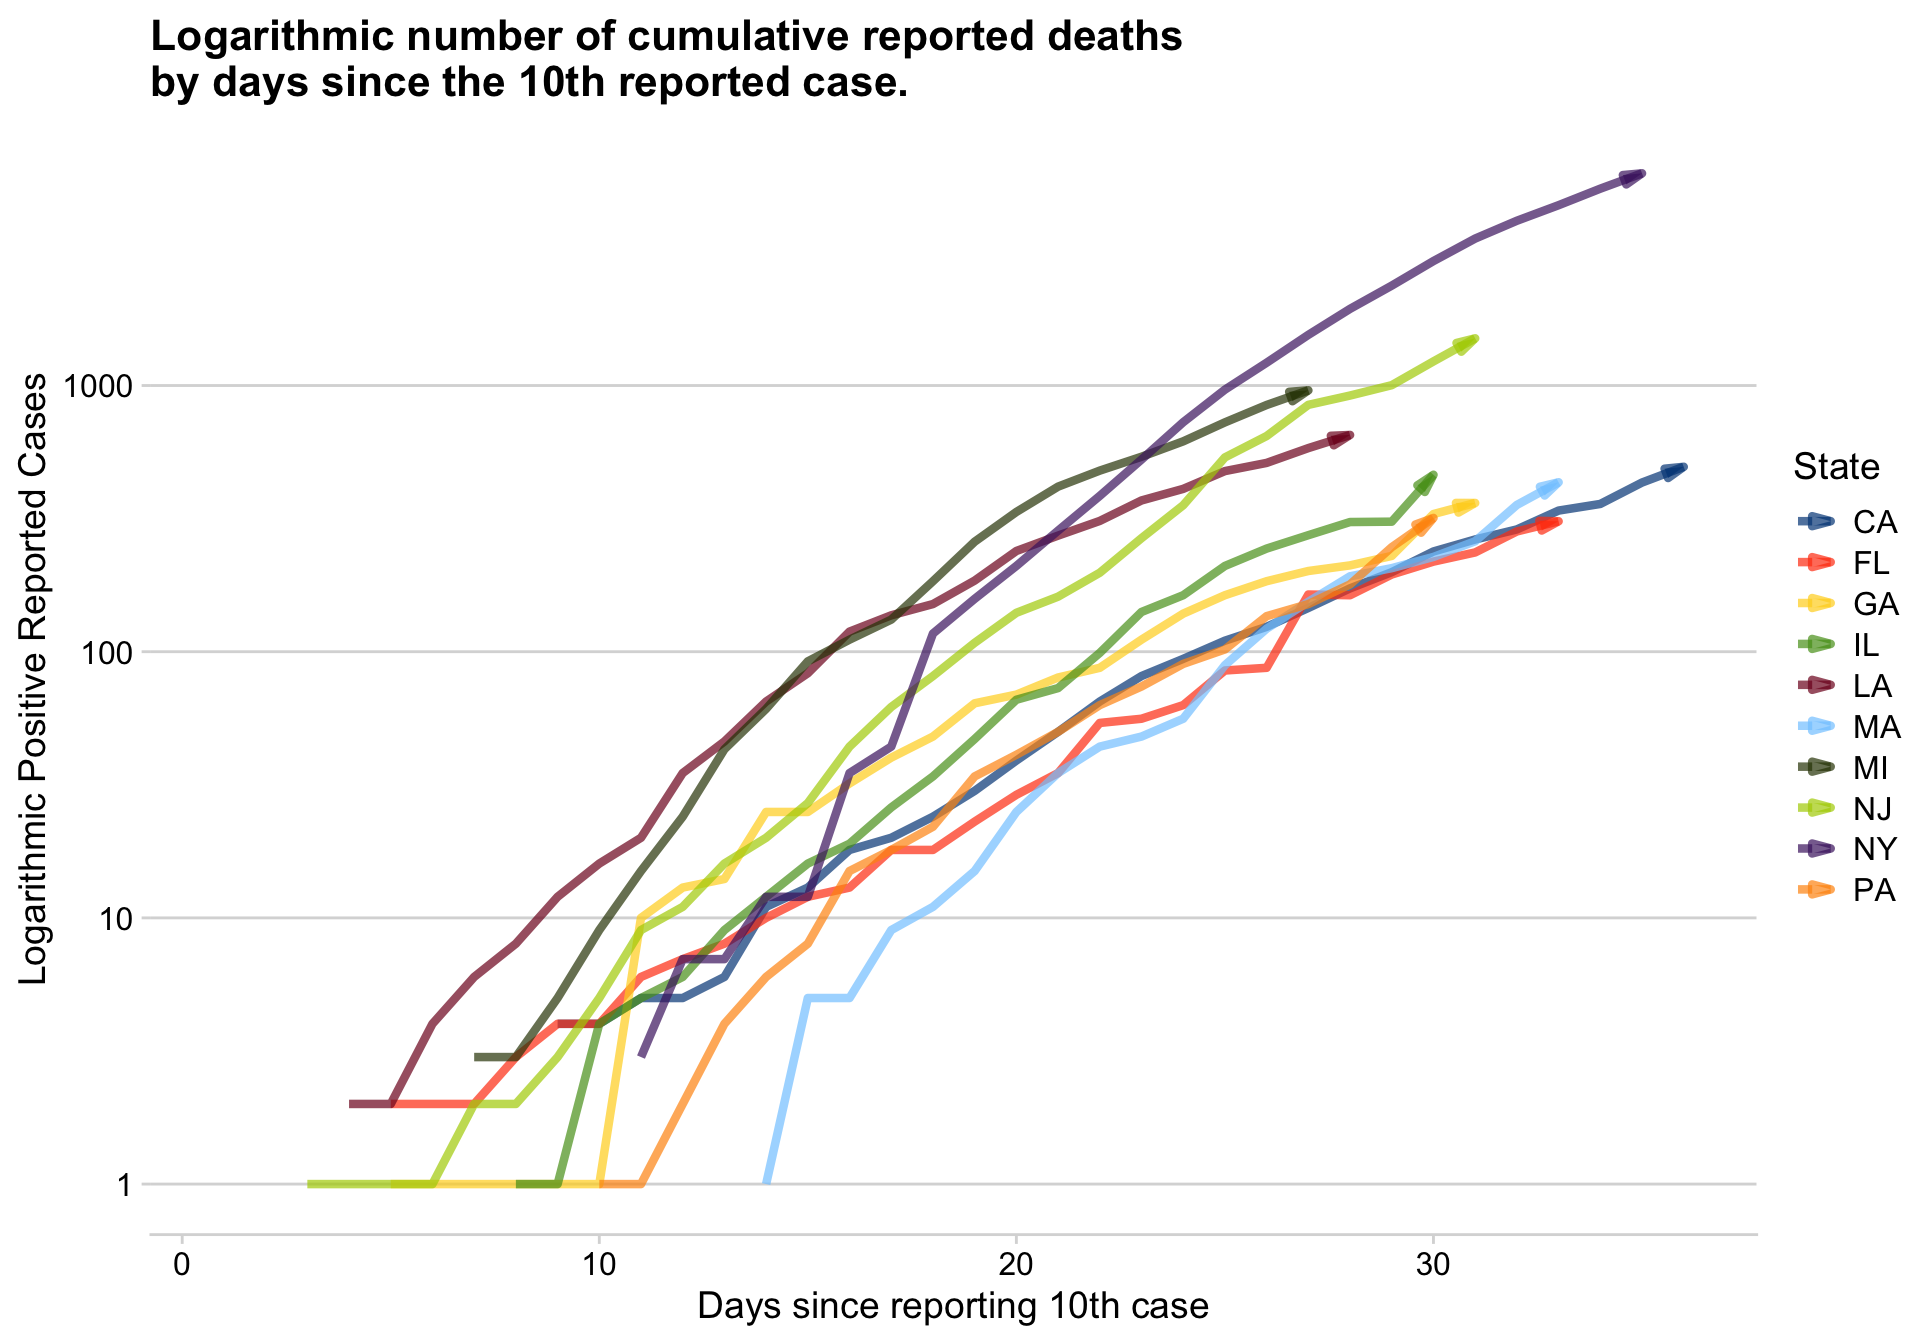 Logarithmic number of cumulative reported deaths
by days since the 10th reported case.
Logarithmic Positive Reported Cases
1000
100
10
1
0
10
20
30
Days since reporting 10th case
State
CA
FL
GA
IL
LA
MA
MI
NJ
NY
PA